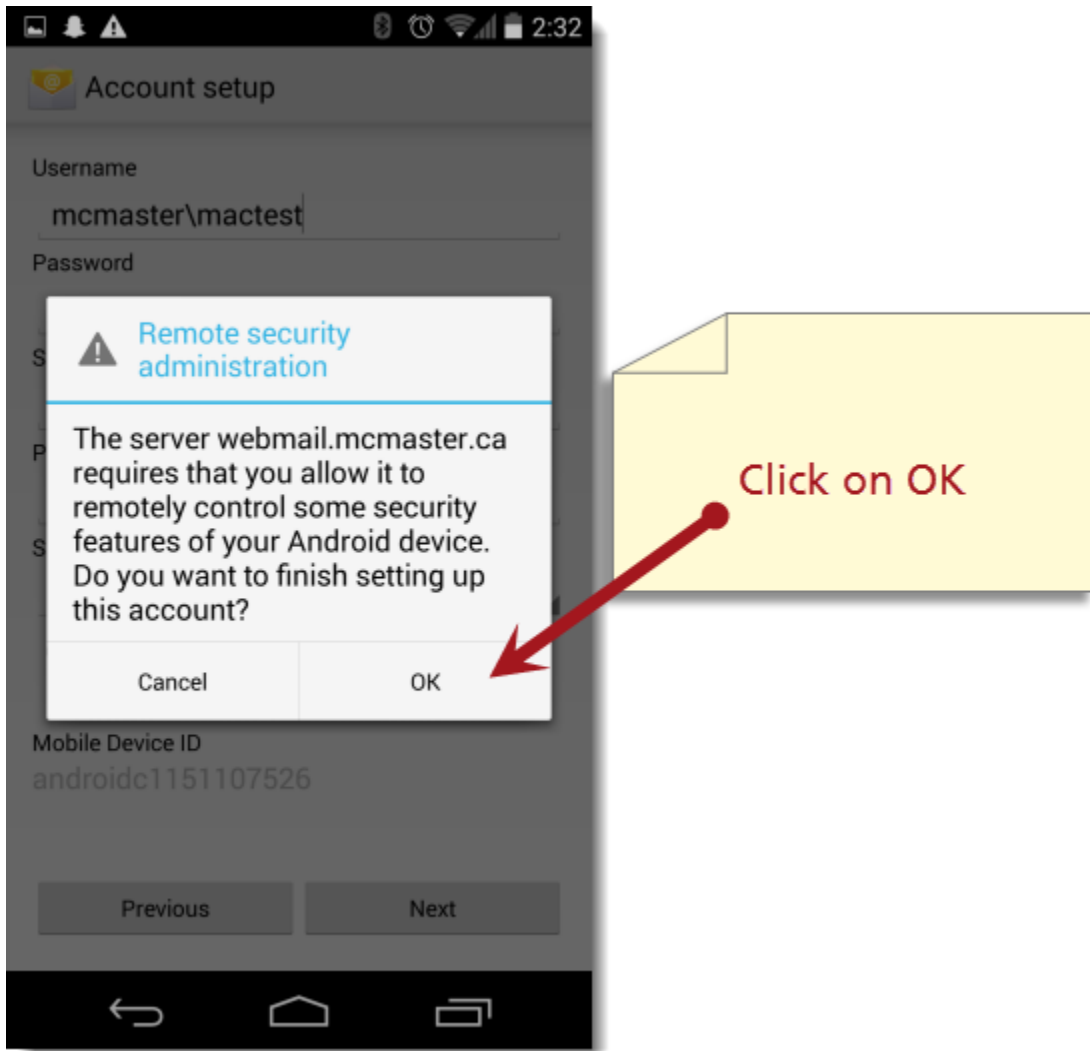 2:32
Account setup
Username
mcmaster\mactest
Password
S
Remote security
administration
P
The server webmail.mcmaster.ca
requires that you allow it to
remotely control some security
features of your Android device.
S
Do you want to finish setting up
this account?
Cancel
OK
Click on OK
Mobile Device ID
androidc1151107526
Previous
Next